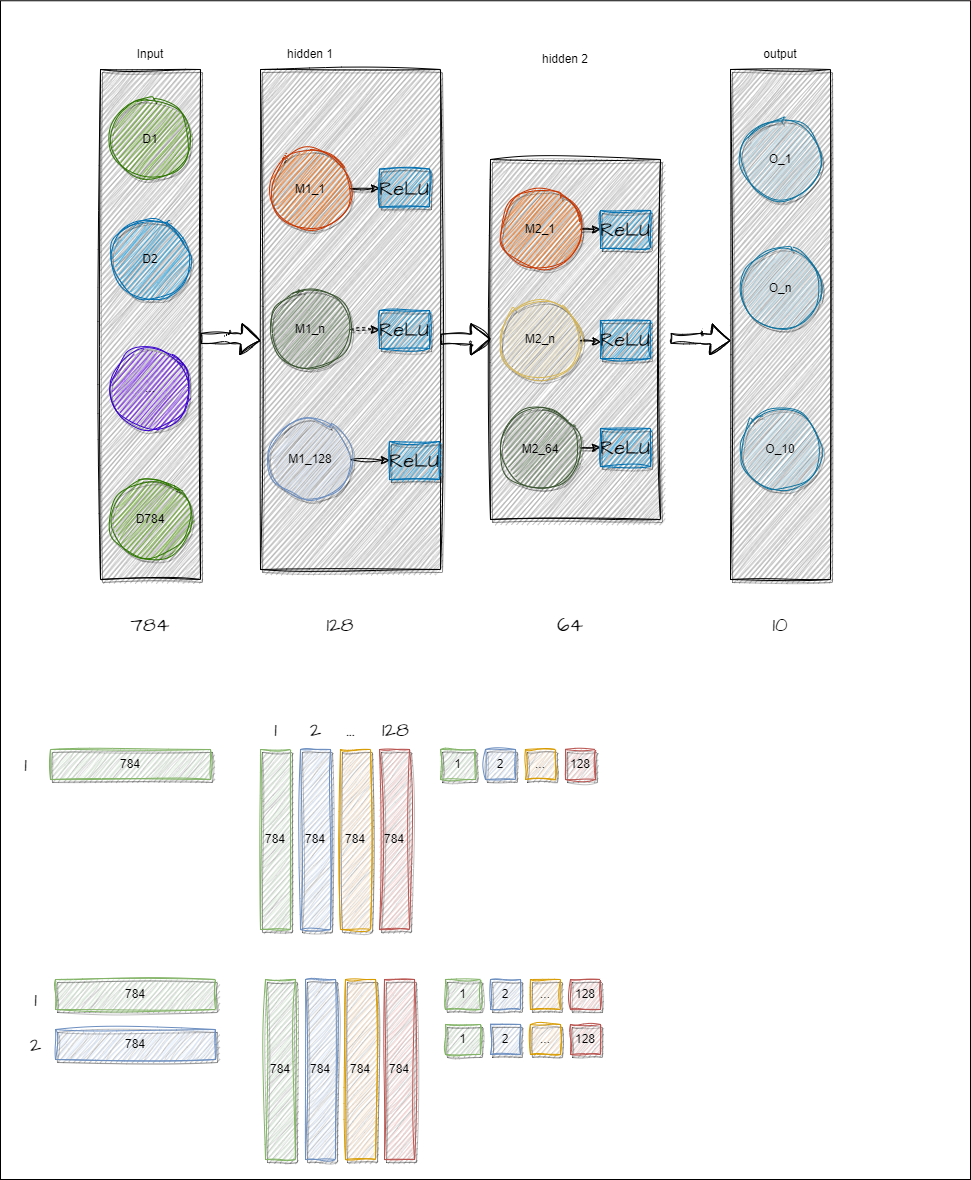 Input
hidden 1
hidden 2
output
D1
D2
...
D784
M1_1
ReLU
M1_n
ReLU
M1_128
ReLU
M2_1
ReLU
M2_n
ReLU
M2_64
ReLU
O_1
O_n
O_10
784
128
64
10
1 2 ... 128
1
784
784 784 784 784
1 2 ... 128
1
784
2
784
784 784 784 784
1 2 ... 128
1 2 ... 128